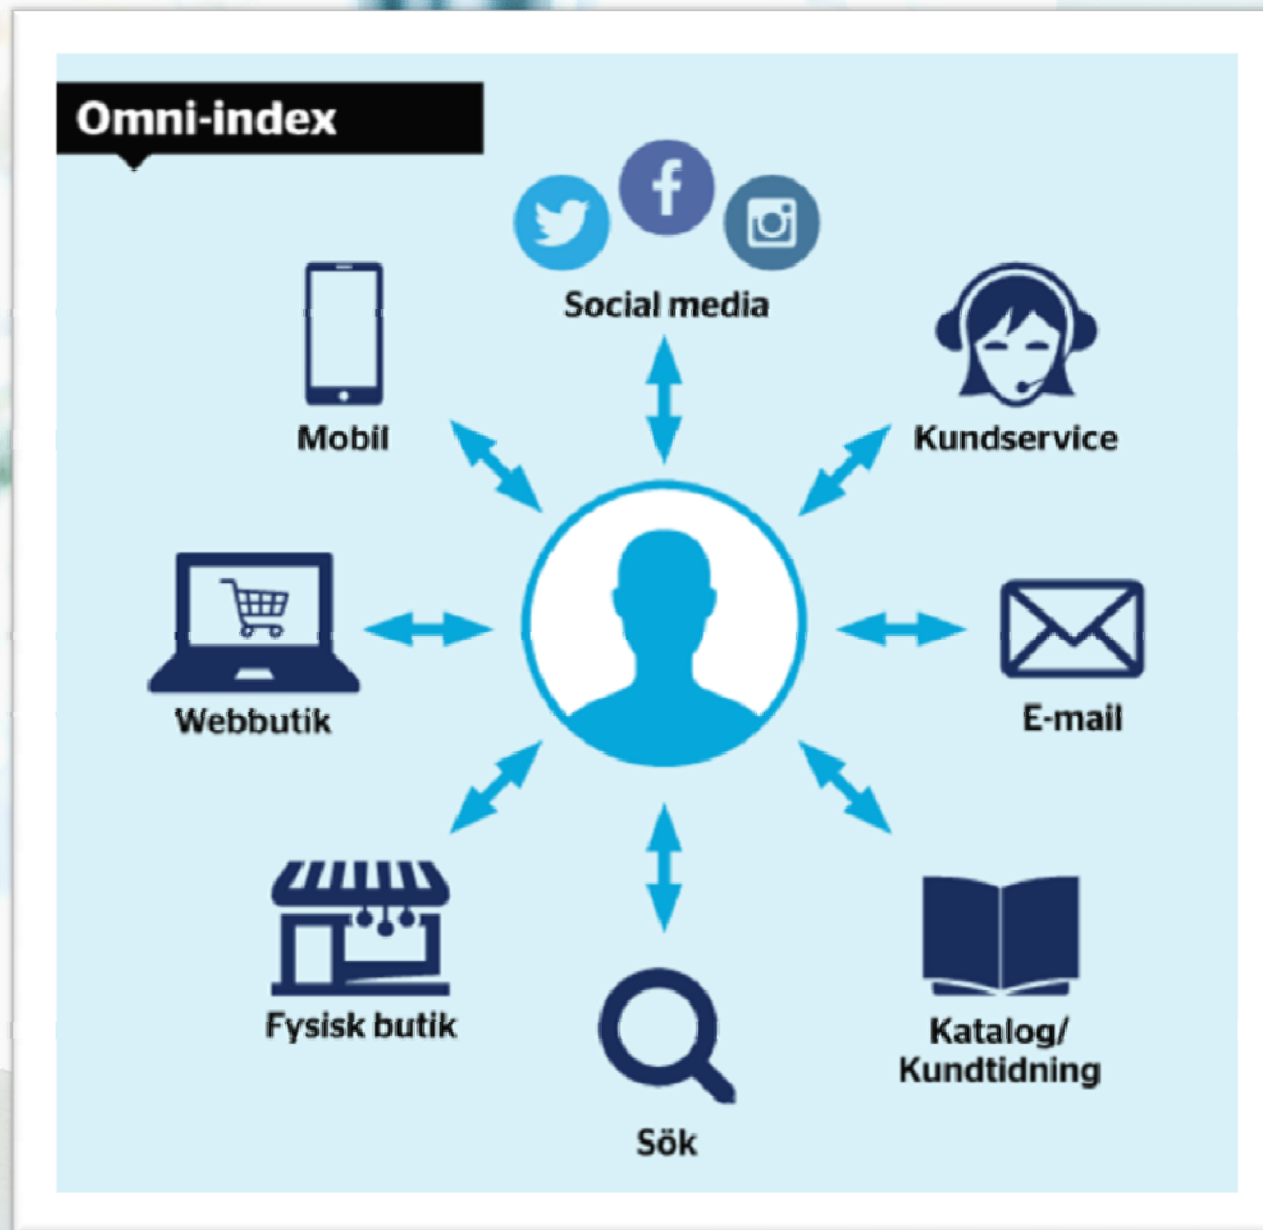 Omni-index
Social media
Mobil
Kundservice
Webbutik
E-mail
Fysisk butik
Katalog/
Kundtidning
Sök